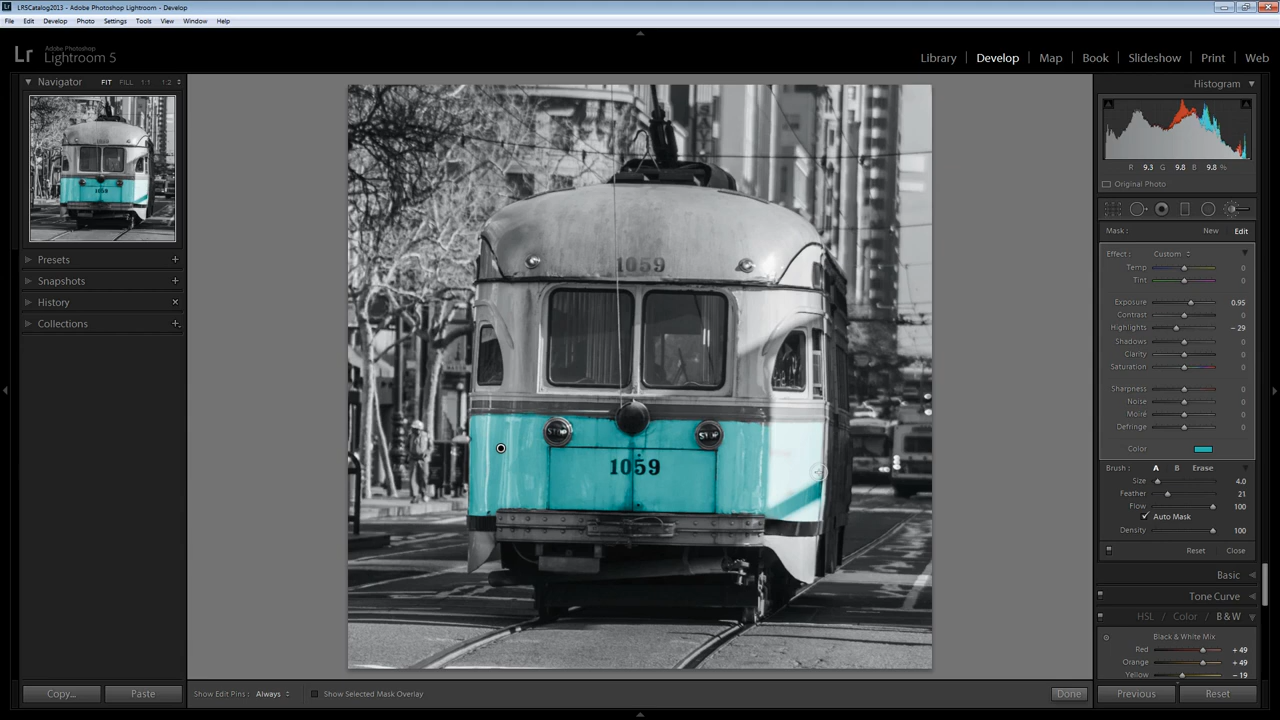 LRSCatalog2013 - Adobe Photoshop Lightroom - Develop
File Edit Develop Photo Settings Tools View Window Help
Lr Adobe Photoshop Lightroom 5
Library | Develop | Map | Book | Slideshow | Print | Web
Navigator FIT FILL 1:1 1:2
Presets
Snapshots
History
Collections
Copy... Paste
1059
STOP STOP
1059
Show Edit Pins : Always
Show Selected Mask Overlay
Done
Histogram
R 9.3 G 9.8 B 9.8 %
Original Photo
Mask : New Edit
Effect : Custom
Temp 0
Tint 0
Exposure 0.95
Contrast 0
Highlights – 29
Shadows 0
Clarity 0
Saturation 0
Sharpness 0
Noise 0
Moiré 0
Defringe 0
Color
Brush : A B Erase
Size 4.0
Feather 21
Flow 100
Auto Mask
Density 100
Reset Close
Basic
Tone Curve
HSL / Color / B & W
Black & White Mix
Red + 49
Orange + 49
Yellow – 19
Previous Reset